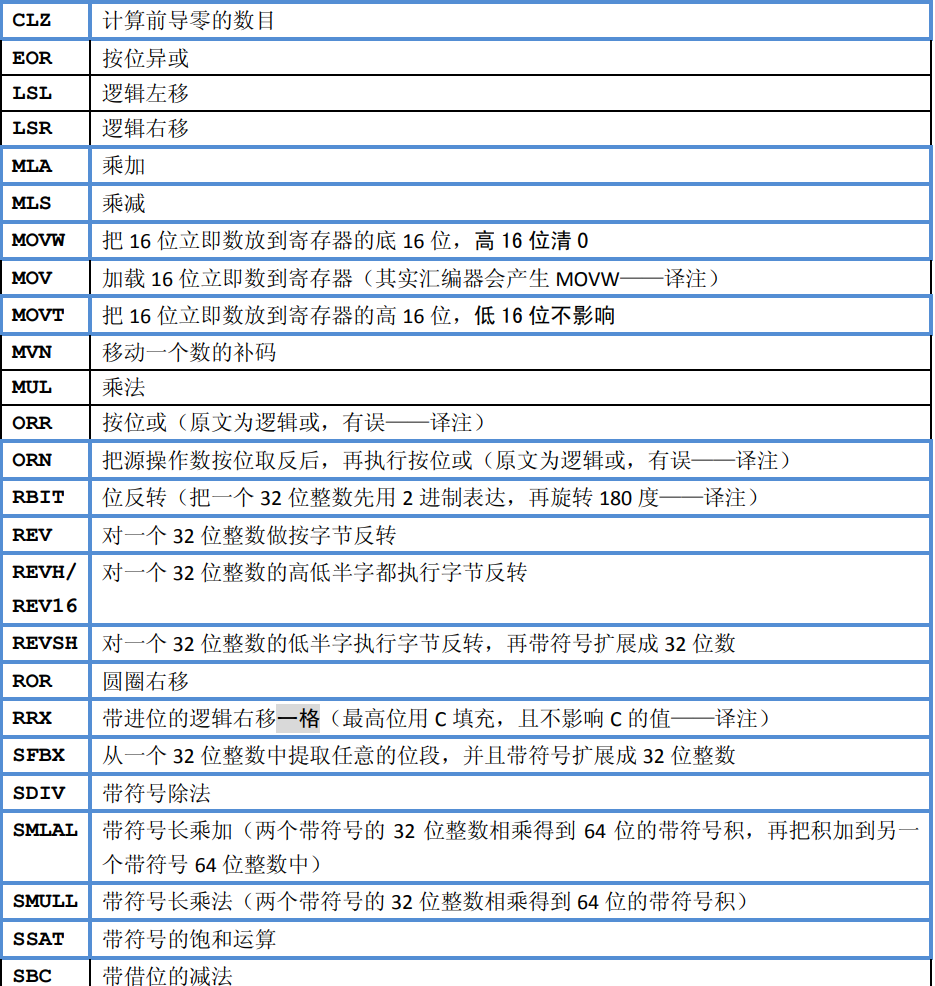 CLZ 计算前导零的数目
EOR 按位异或
LSL 逻辑左移
LSR 逻辑右移
MLA 乘加
MLS 乘减
MOVW 把 16 位立即数放到寄存器的底 16 位，高 16 位清 0
MOV 加载 16 位立即数到寄存器（其实汇编器会产生 MOVW——译注）
MOVT 把 16 位立即数放到寄存器的高 16 位，低 16 位不影响
MVN 移动一个数的补码
MUL 乘法
ORR 按位或（原文为逻辑或，有误——译注）
ORN 把源操作数按位取反后，再执行按位或（原文为逻辑或，有误——译注）
RBIT 位反转（把一个 32 位整数先用 2 进制表达，再旋转 180 度——译注）
REV 对一个 32 位整数做按字节反转
REVH/ 对一个 32 位整数的高低半字都执行字节反转
REV16
REVSH 对一个 32 位整数的低半字执行字节反转，再带符号扩展成 32 位数
ROR 圆圈右移
RRX 带进位的逻辑右移一格（最高位用 C 填充，且不影响 C 的值——译注）
SFBX 从一个 32 位整数中提取任意的位段，并且带符号扩展成 32 位整数
SDIV 带符号除法
SMLAL 带符号长乘加（两个带符号的 32 位整数相乘得到 64 位的带符号积，再把积加到另一
个带符号 64 位整数中）
SMULL 带符号长乘法（两个带符号的 32 位整数相乘得到 64 位的带符号积）
SSAT 带符号的饱和运算
SBC 带借位的减法